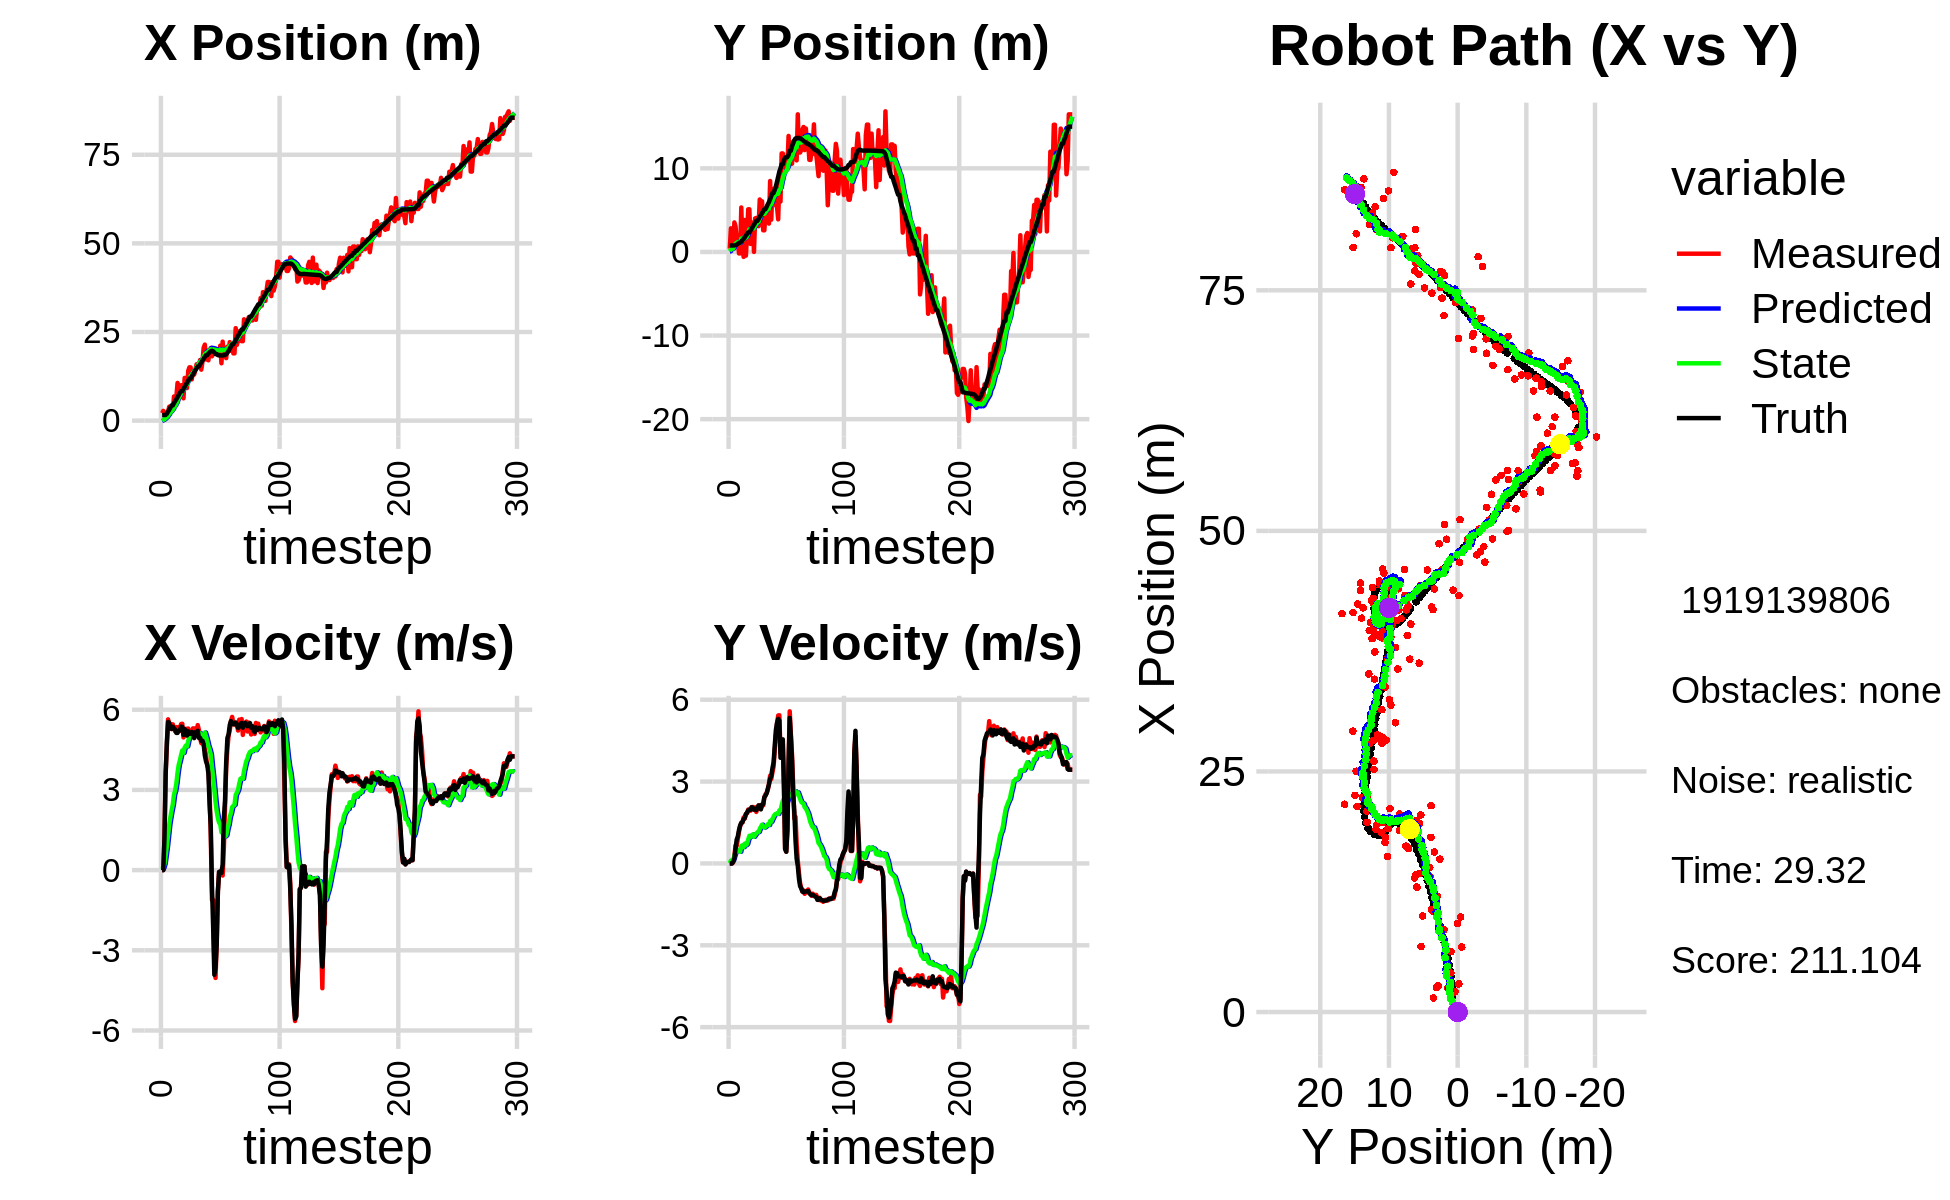 X Position (m)
75
50
25
0
0
100
200
300
timestep
Y Position (m)
10
0
-10
-20
0
100
200
300
timestep
X Velocity (m/s)
6
3
0
-3
-6
0
100
200
300
timestep
Y Velocity (m/s)
6
3
0
-3
-6
0
100
200
300
timestep
Robot Path (X vs Y)
X Position (m)
75
50
25
0
20 10 0 -10 -20
Y Position (m)
variable
Measured
Predicted
State
Truth
1919139806
Obstacles: none
Noise: realistic
Time: 29.32
Score: 211.104